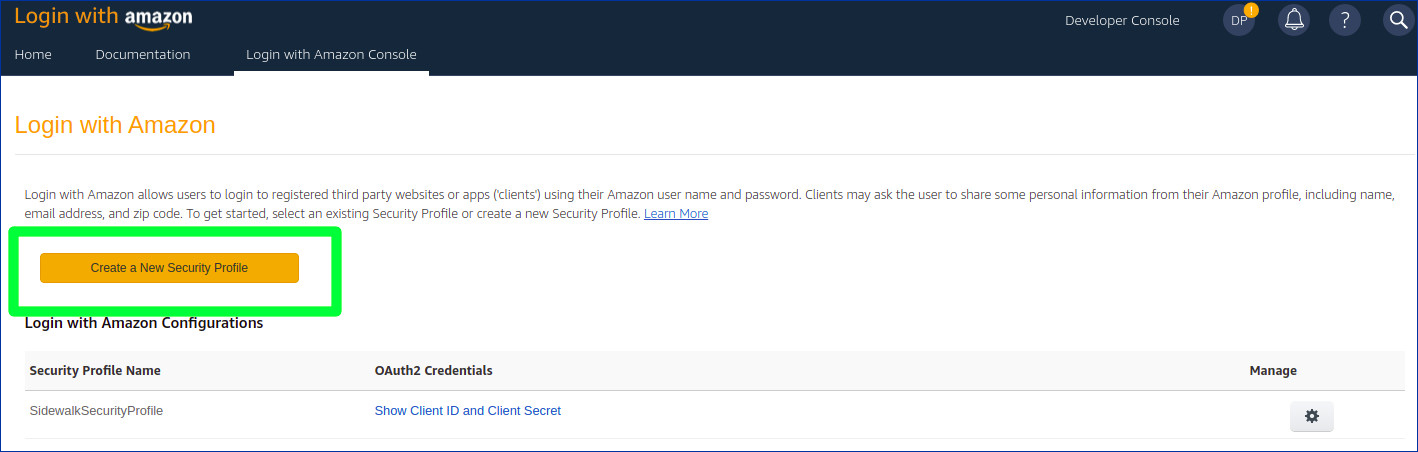 Login with amazon
Developer Console
DP
!
?
Home
Documentation
Login with Amazon Console
Login with Amazon
Login with Amazon allows users to login to registered third party websites or apps ('clients') using their Amazon user name and password. Clients may ask the user to share some personal information from their Amazon profile, including name,
email address, and zip code. To get started, select an existing Security Profile or create a new Security Profile. Learn More
Create a New Security Profile
Login with Amazon Configurations
Security Profile Name
OAuth2 Credentials
Manage
SidewalkSecurityProfile
Show Client ID and Client Secret